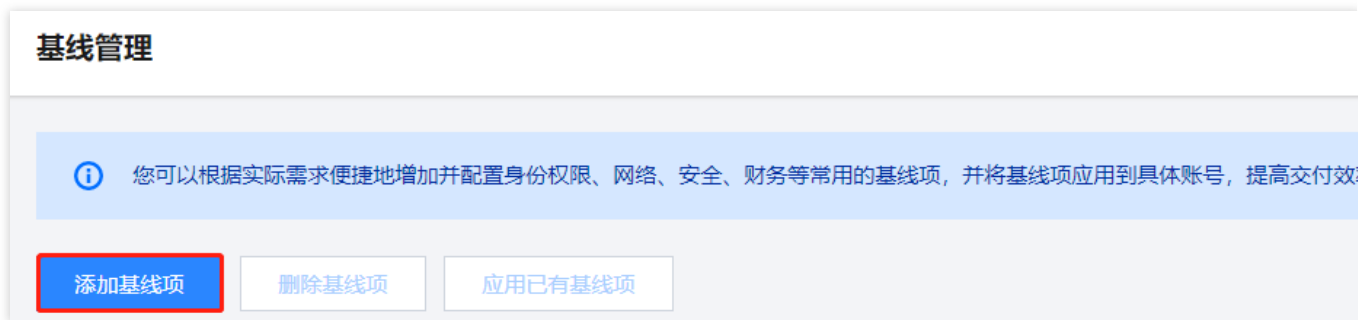 基线管理
您可以根据实际需求便捷地增加并配置身份权限、网络、安全、财务等常用的基线项，并将基线项应用到具体账号，提高交付效
添加基线项
删除基线项
应用已有基线项